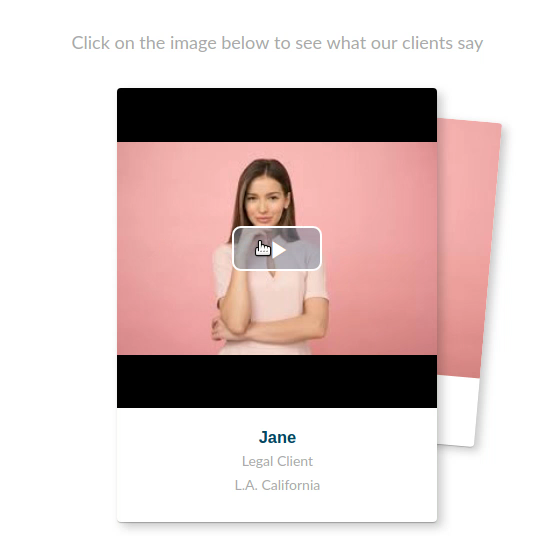 Click on the image below to see what our clients say
Jane
Legal Client
L.A. California